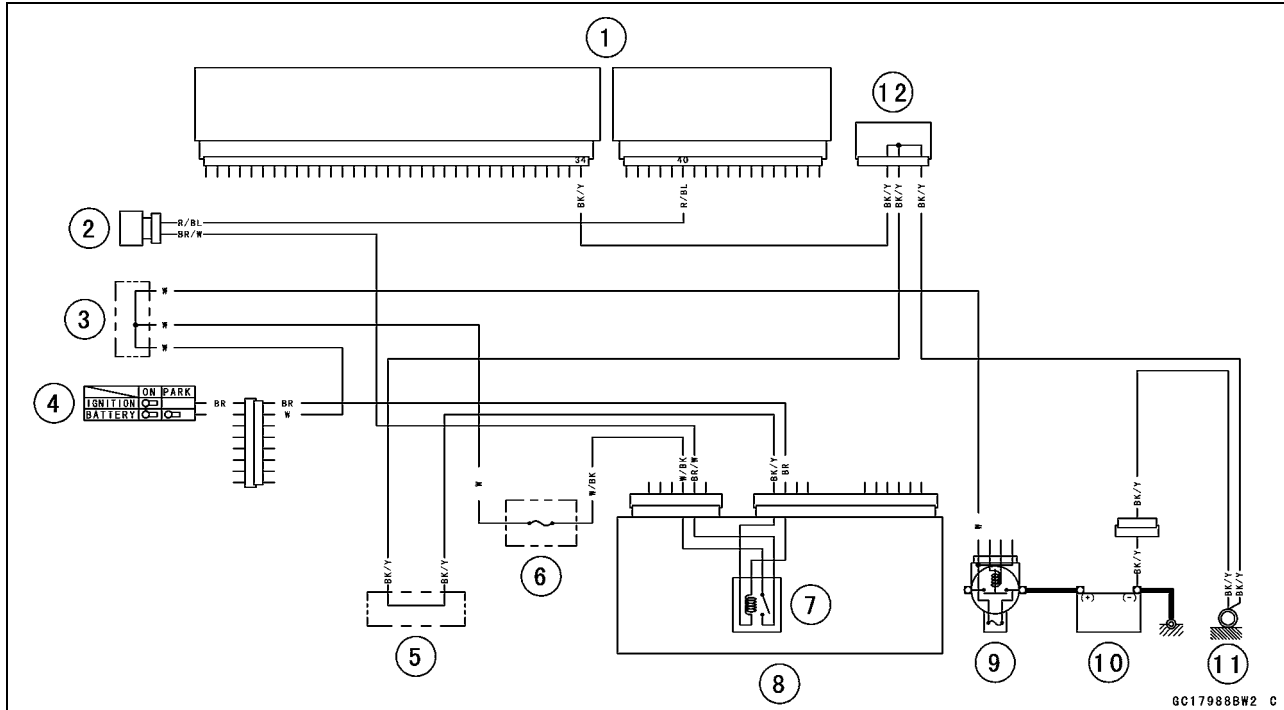 1
12
34
40
BK/Y
R/BL
BK/Y
BK/Y
BK/Y
2
R/BL
BR/W
3
W
W
W
4
ON PARK
IGNITION
BATTERY
BR
BR
W
W
W/BK
W/BK
BR/W
BK/Y
BR
W
BK/Y
BK/Y
BK/Y
BK/Y
6
BK/Y
BK/Y
5
7
8
(+)
(-)
9
10
11
GC17988BW2 C